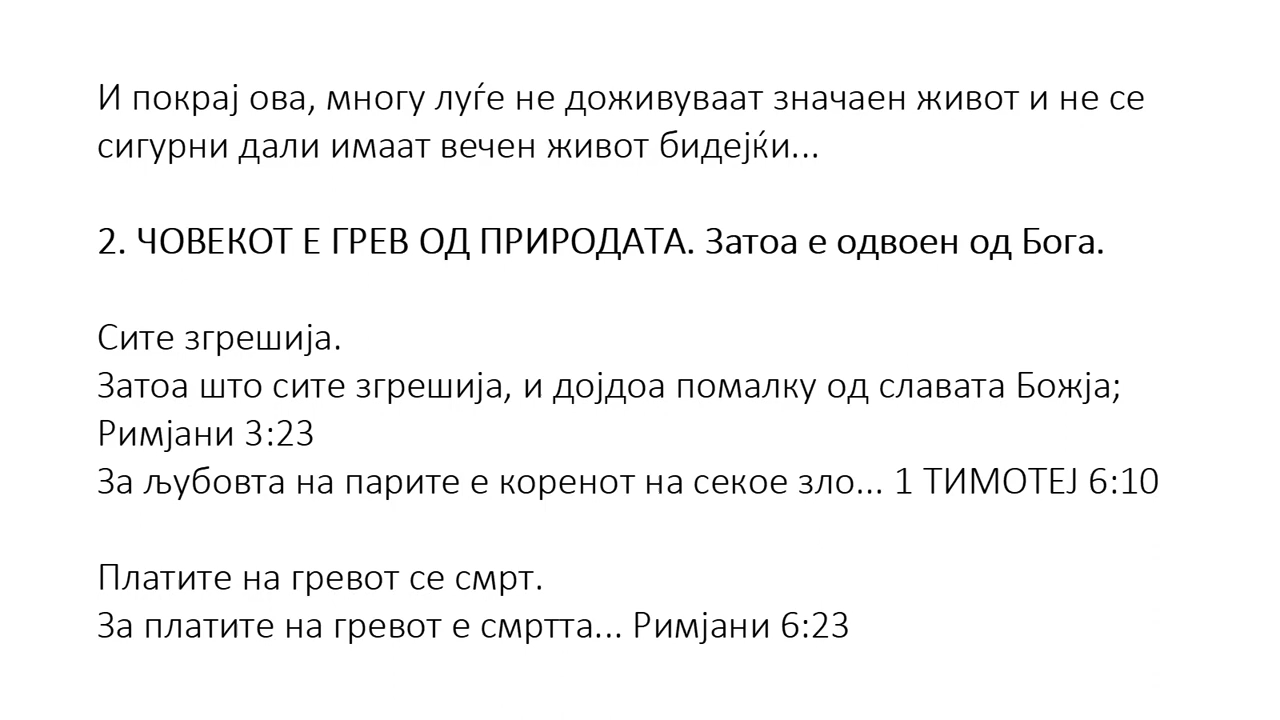 И покрај ова, многу луѓе не доживуваат значаен живот и не се
сигурни дали имаат вечен живот бидејќи...
2. ЧОВЕКОТ Е ГРЕВ ОД ПРИРОДАТА. Затоа е одвоен од Бога.
Сите згрешија.
Затоа што сите згрешија, и дојдоа помалку од славата Божја;
Римјани 3:23
За љубовта на парите е коренот на секое зло... 1 ТИМОТЕЈ 6:10
Платите на гревот се смрт.
За платите на гревот е смртта... Римјани 6:23